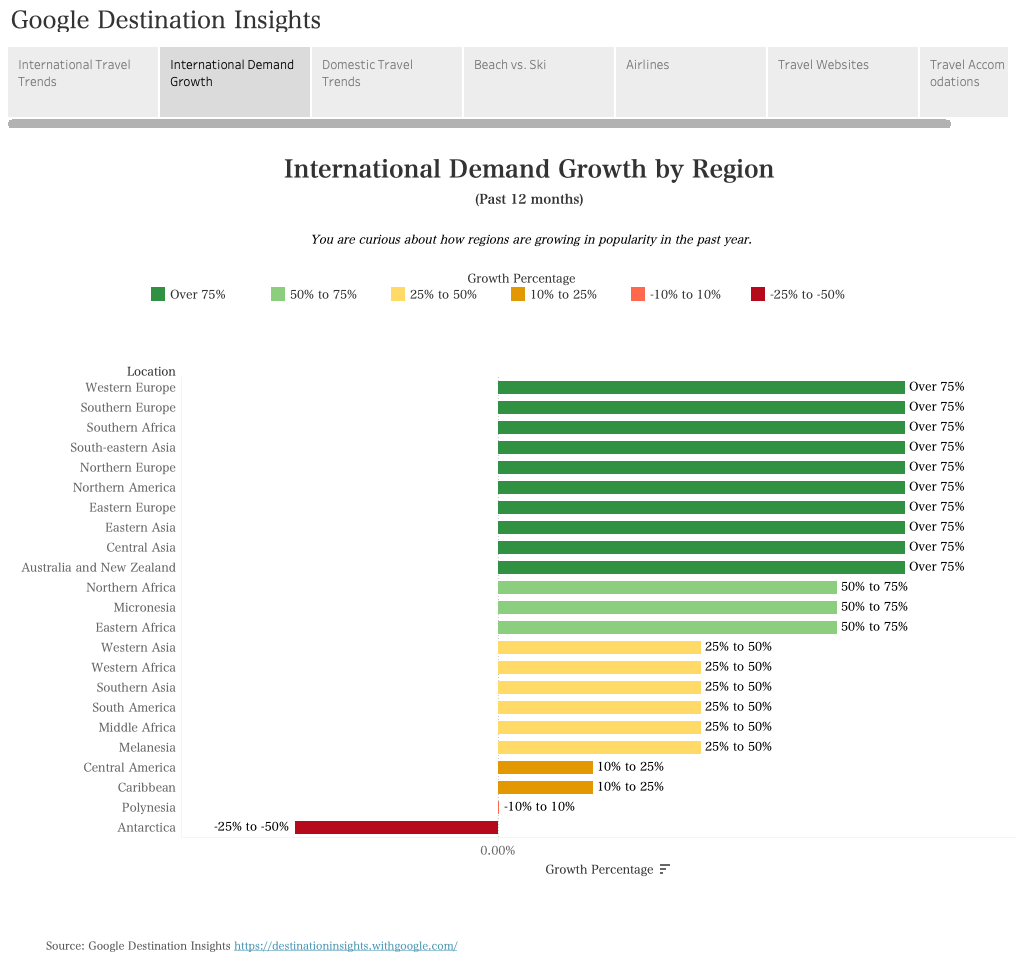 Google Destination Insights
International Travel Trends
International Demand Growth
Domestic Travel Trends
Beach vs. Ski
Airlines
Travel Websites
Travel Accom
odations
International Demand Growth by Region
(Past 12 months)
You are curious about how regions are growing in popularity in the past year.
Growth Percentage
Over 75%
50% to 75%
25% to 50%
10% to 25%
-10% to 10%
-25% to -50%
Location
Western Europe Over 75%
Southern Europe Over 75%
Southern Africa Over 75%
South-eastern Asia Over 75%
Northern Europe Over 75%
Northern America Over 75%
Eastern Europe Over 75%
Eastern Asia Over 75%
Central Asia Over 75%
Australia and New Zealand Over 75%
Northern Africa 50% to 75%
Micronesia 50% to 75%
Eastern Africa 50% to 75%
Western Asia 25% to 50%
Western Africa 25% to 50%
Southern Asia 25% to 50%
South America 25% to 50%
Middle Africa 25% to 50%
Melanesia 25% to 50%
Central America 10% to 25%
Caribbean 10% to 25%
Polynesia -10% to 10%
Antarctica -25% to -50%
0.00%
Growth Percentage
Source: Google Destination Insights https://destinationinsights.withgoogle.com/